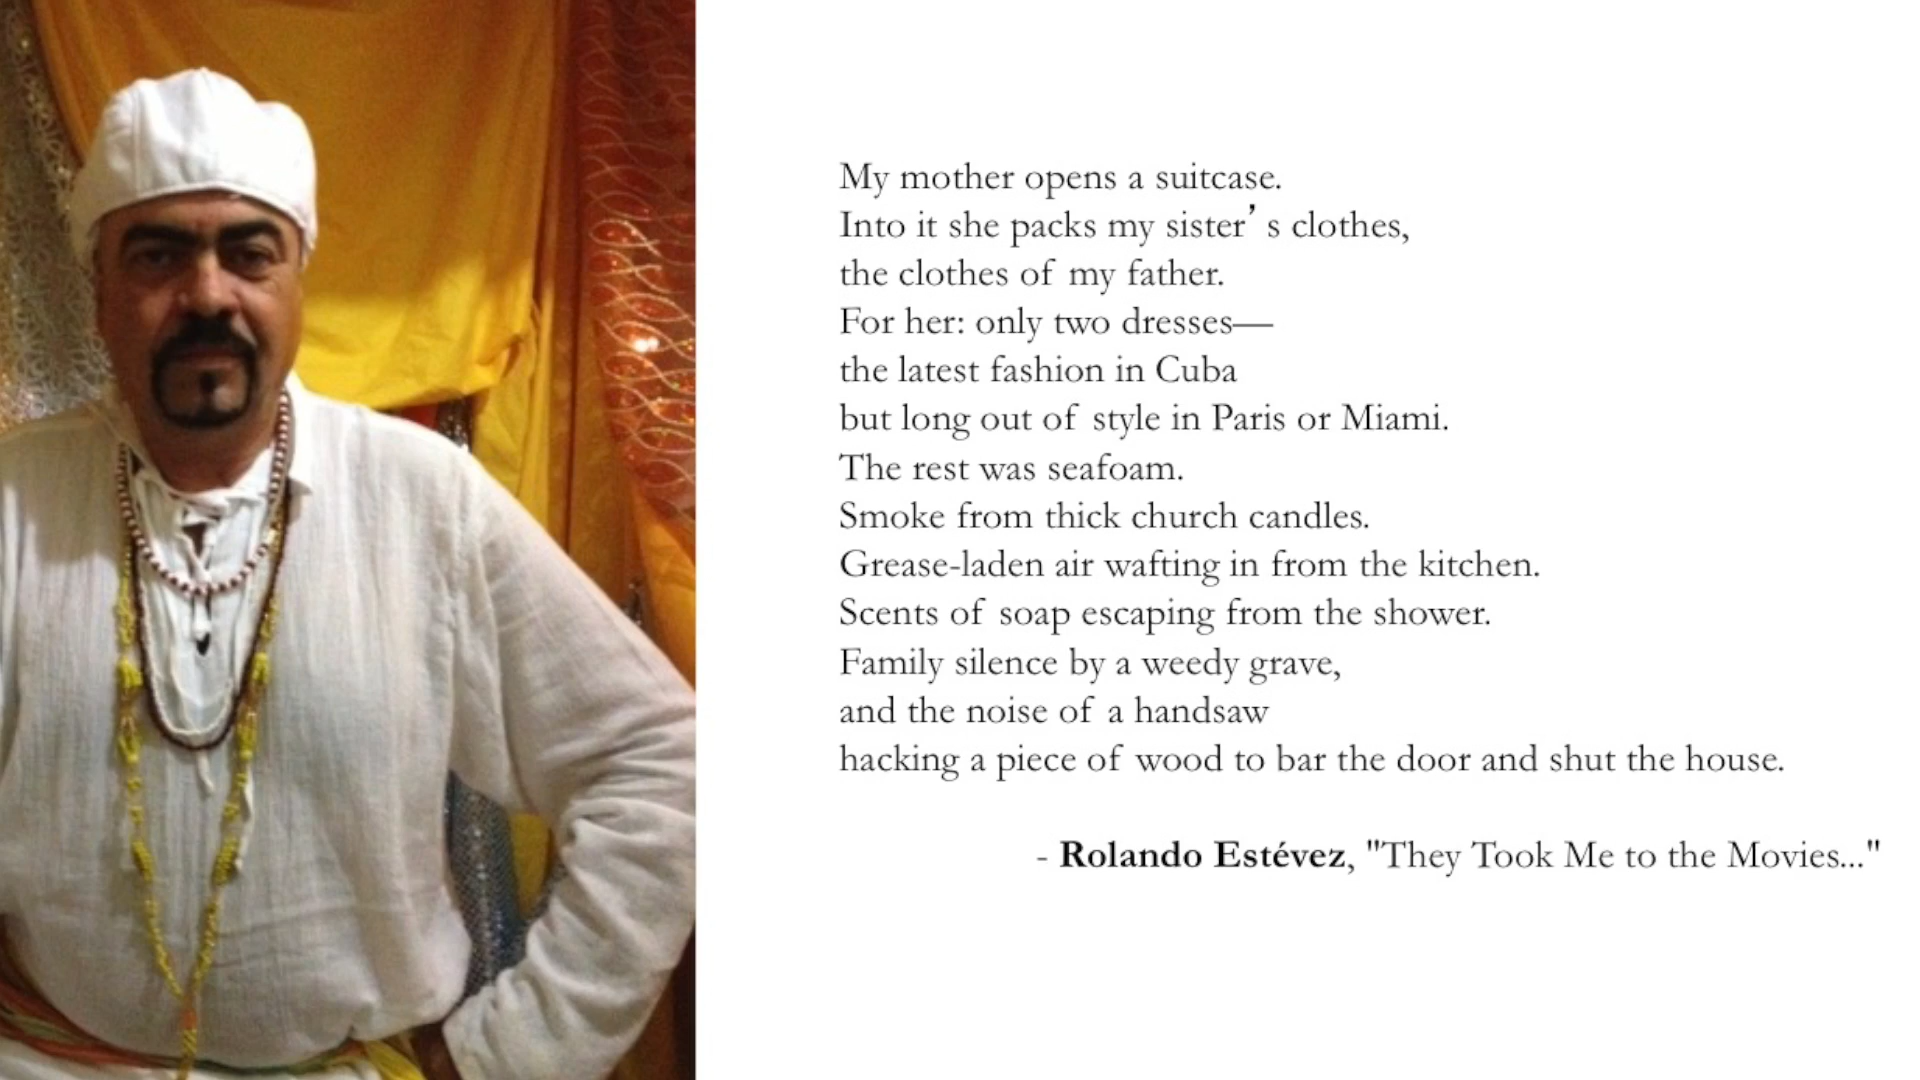 My mother opens a suitcase.
Into it she packs my sister’s clothes,
the clothes of my father.
For her: only two dresses—
the latest fashion in Cuba
but long out of style in Paris or Miami.
The rest was seafoam.
Smoke from thick church candles.
Grease-laden air wafting in from the kitchen.
Scents of soap escaping from the shower.
Family silence by a weedy grave,
and the noise of a handsaw
hacking a piece of wood to bar the door and shut the house.
- Rolando Estévez, "They Took Me to the Movies..."